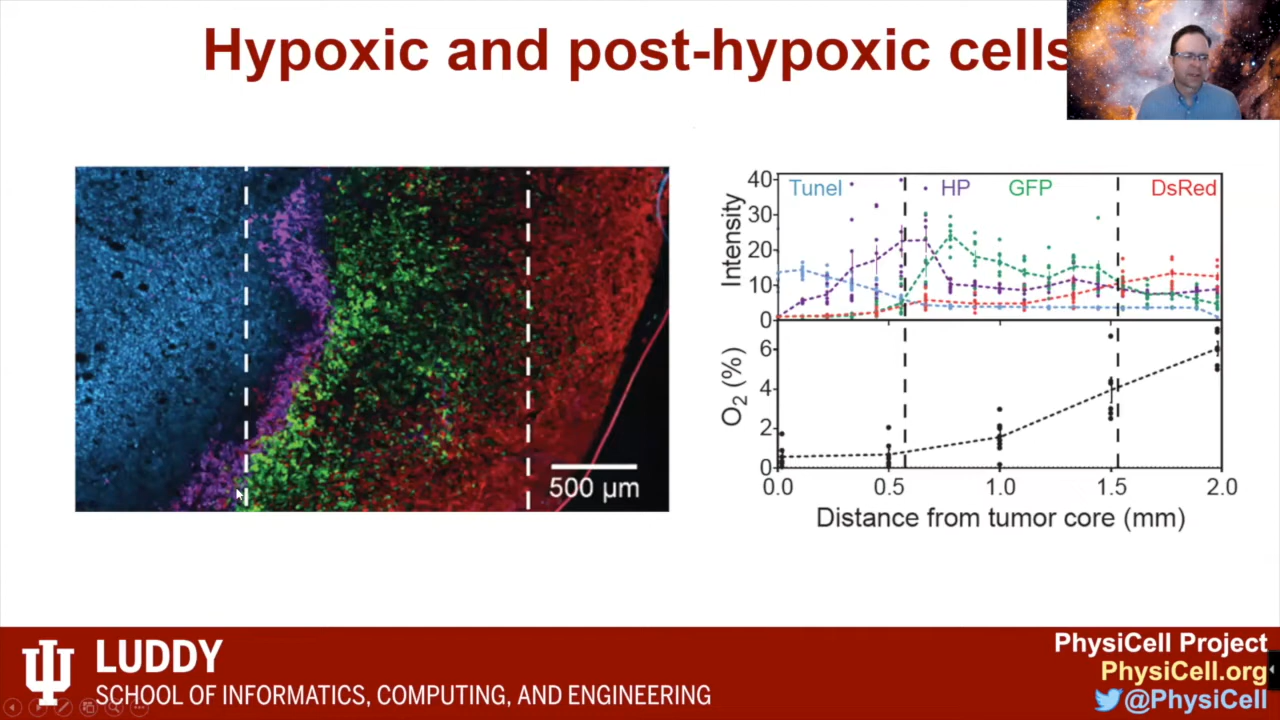 Hypoxic and post-hypoxic cells
500 µm
Tunel HP GFP DsRed
Intensity
40
30
20
10
0
O2 (%)
6
4
2
0
0.0 0.5 1.0 1.5 2.0
Distance from tumor core (mm)
LUDDY
SCHOOL OF INFORMATICS, COMPUTING, AND ENGINEERING
PhysiCell Project
PhysiCell.org
@PhysiCell